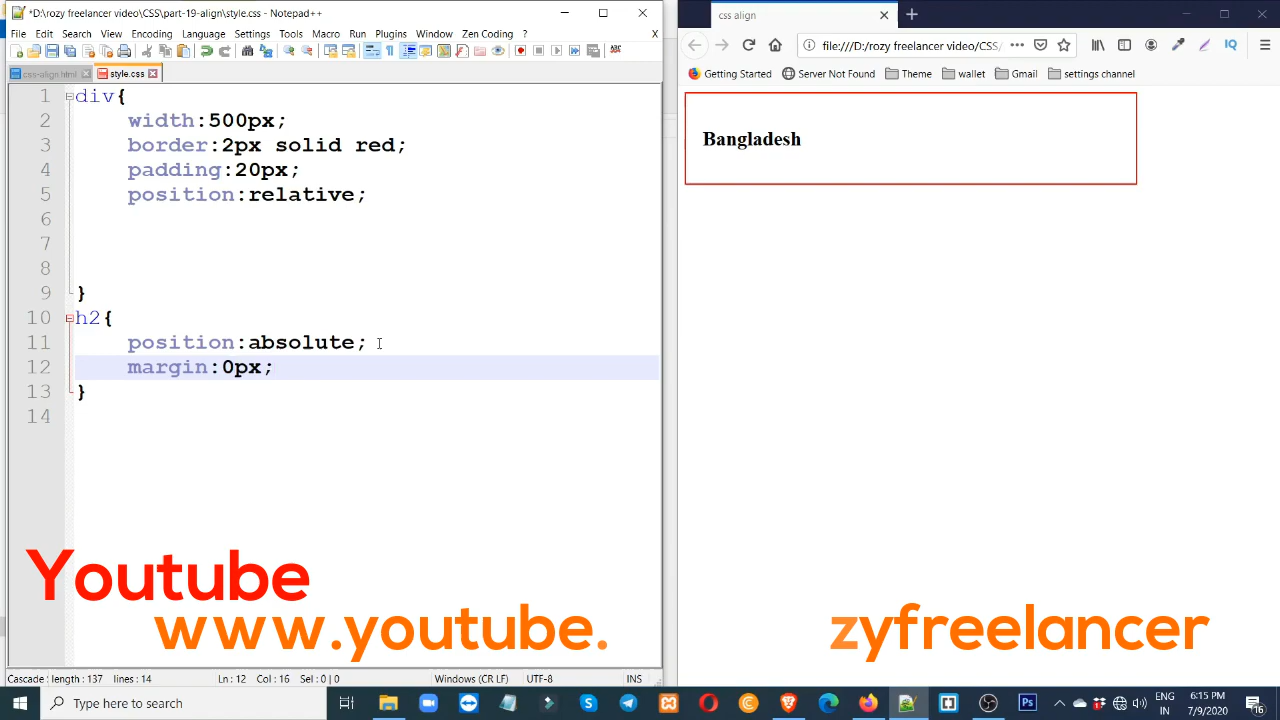 *D:\rozy freelancer video\CSS\part-19-align\style.css - Notepad++
File Edit Search View Encoding Language Settings Tools Macro Run Plugins Window Zen Coding ? X
css-align.html style.css
1 div{
2 width:500px;
3 border:2px solid red;
4 padding:20px;
5 position:relative;
6
7
8
9 }
10 h2{
11 position:absolute;
12 margin:0px;
13 }
14
Cascade length : 137 lines : 14 Ln : 12 Col : 16 Sel : 0 | 0 Windows (CR LF) UTF-8 INS
css align
file:///D:/rozy freelancer video/CSS/
Getting Started Server Not Found Theme wallet Gmail settings channel
Bangladesh
Youtube
www.youtube. zyfreelancer
Type here to search
ENG
IN
6:15 PM
7/9/2020
16